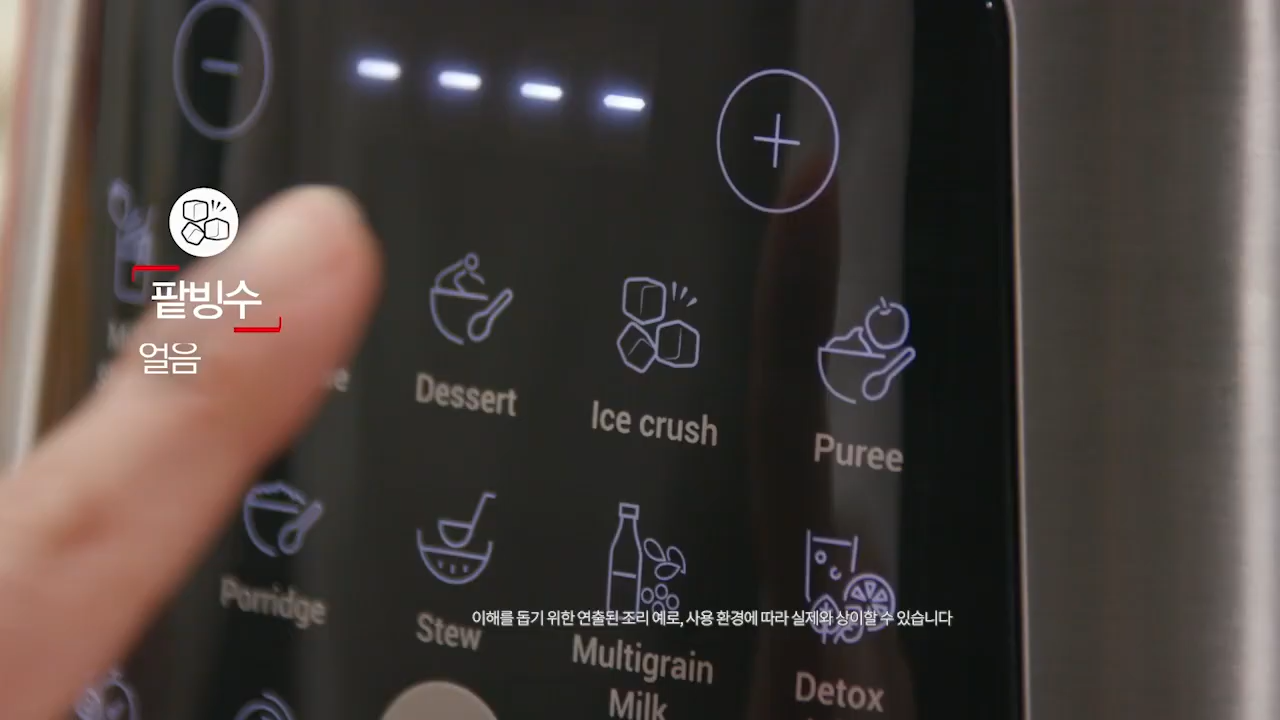 팥빙수
얼음
Dessert
Ice crush
Puree
Porridge
Stew
Multigrain
Milk
Detox
이해를 돕기 위한 연출된 조리 예로, 사용 환경에 따라 실제와 상이할 수 있습니다